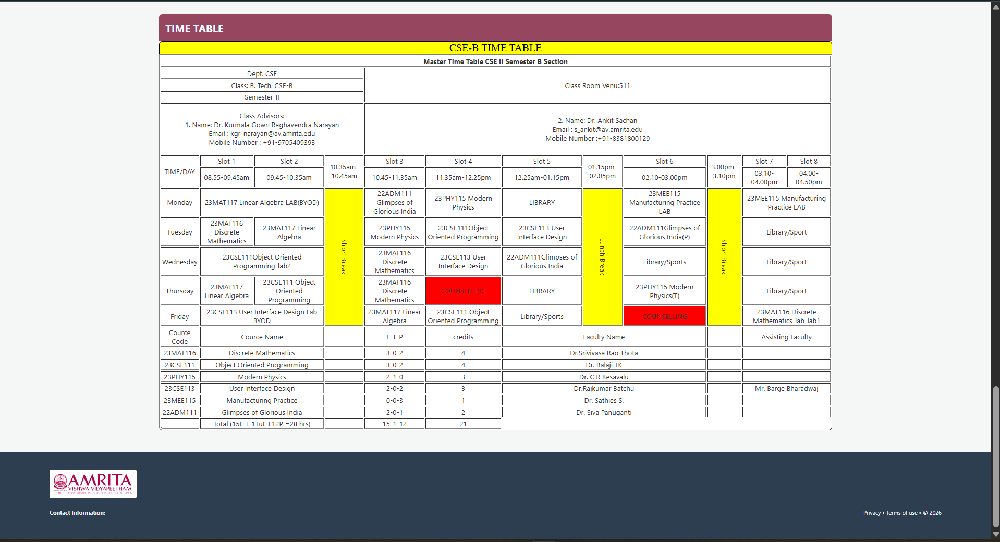 TIME TABLE
CSE-B TIME TABLE
Master Time Table CSE II Semester B Section
Dept. CSE
Class: B. Tech. CSE-B
Semester-II
Class Room Venu:511
Class Advisors:
1. Name: Dr. Kurmala Gowri Raghavendra Narayan
Email : kgr_narayan@av.amrita.edu
Mobile Number : +91-9705409393
2. Name: Dr. Ankit Sachan
Email : s_ankit@av.amrita.edu
Mobile Number :+91-8381800129
TIME/DAY
Slot 1
Slot 2
10.35am-
10.45am
Slot 3
Slot 4
Slot 5
01.15pm-
02.05pm
Slot 6
3.00pm-
3.10pm
Slot 7
Slot 8
08.55-09.45am
09.45-10.35am
10.45-11.35am
11.35am-12.25pm
12.25am-01.15pm
02.10-03.00pm
03.10-
04.00pm
04.00-
04.50pm
Monday
23MAT117 Linear Algebra LAB(BYOD)
Short Break
22ADM111
Glimpses of
Glorious India
23PHY115 Modern
Physics
LIBRARY
Lunch Break
23MEE115
Manufacturing Practice
LAB
Short Break
23MEE115 Manufacturing
Practice LAB
Tuesday
23MAT116
Discrete
Mathematics
23MAT117 Linear
Algebra
23PHY115
Modern Physics
23CSE111Object
Oriented Programming
23CSE113 User
Interface Design
22ADM111Glimpses of
Glorious India(P)
Library/Sport
Wednesday
23CSE111Object Oriented
Programming_lab2
23MAT116
Discrete
Mathematics
23CSE113 User
Interface Design
22ADM111Glimpses of
Glorious India
Library/Sports
Library/Sport
Thursday
23MAT117
Linear Algebra
23CSE111 Object
Oriented
Programming
23MAT116
Discrete
Mathematics
COUNSELLING
LIBRARY
23PHY115 Modern
Physics(T)
Library/Sport
Friday
23CSE113 User Interface Design Lab
BYOD
23MAT117 Linear
Algebra
23CSE111 Object
Oriented Programming
Library/Sports
COUNSELLING
23MAT116 Discrete
Mathematics_lab_lab1
Cource
Code
Cource Name
L-T-P
credits
Faculty Name
Assisting Faculty
23MAT116
Discrete Mathematics
3-0-2
4
Dr.Srivivasa Rao Thota
23CSE111
Object Oriented Programming
3-0-2
4
Dr. Balaji TK
23PHY115
Modern Physics
2-1-0
3
Dr. C R Kesavalu
23CSE113
User Interface Design
2-0-2
3
Dr.Rajkumar Batchu
Mr. Barge Bharadwaj
23MEE115
Manufacturing Practice
0-0-3
1
Dr. Sathies S.
22ADM111
Glimpses of Glorious India
2-0-1
2
Dr. Siva Panuganti
Total (15L + 1Tut +12P =28 hrs)
15-1-12
21
AMRITA
VISHWA VIDYAPEETHAM
Contact Information:
Privacy • Terms of use • © 2026